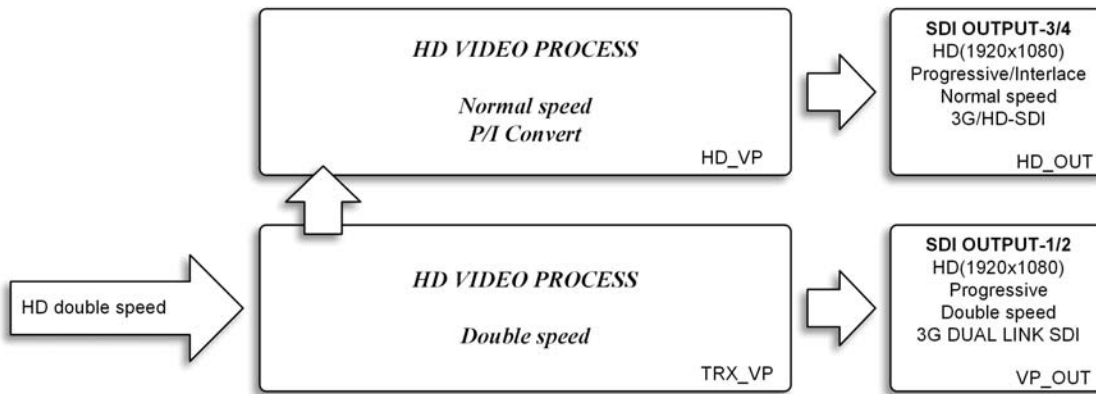 HD VIDEO PROCESS
Normal speed
P/I Convert
HD_VP
SDI OUTPUT-3/4
HD(1920x1080)
Progressive/Interlace
Normal speed
3G/HD-SDI
HD_OUT
HD double speed
HD VIDEO PROCESS
Double speed
TRX_VP
SDI OUTPUT-1/2
HD(1920x1080)
Progressive
Double speed
3G DUAL LINK SDI
VP_OUT